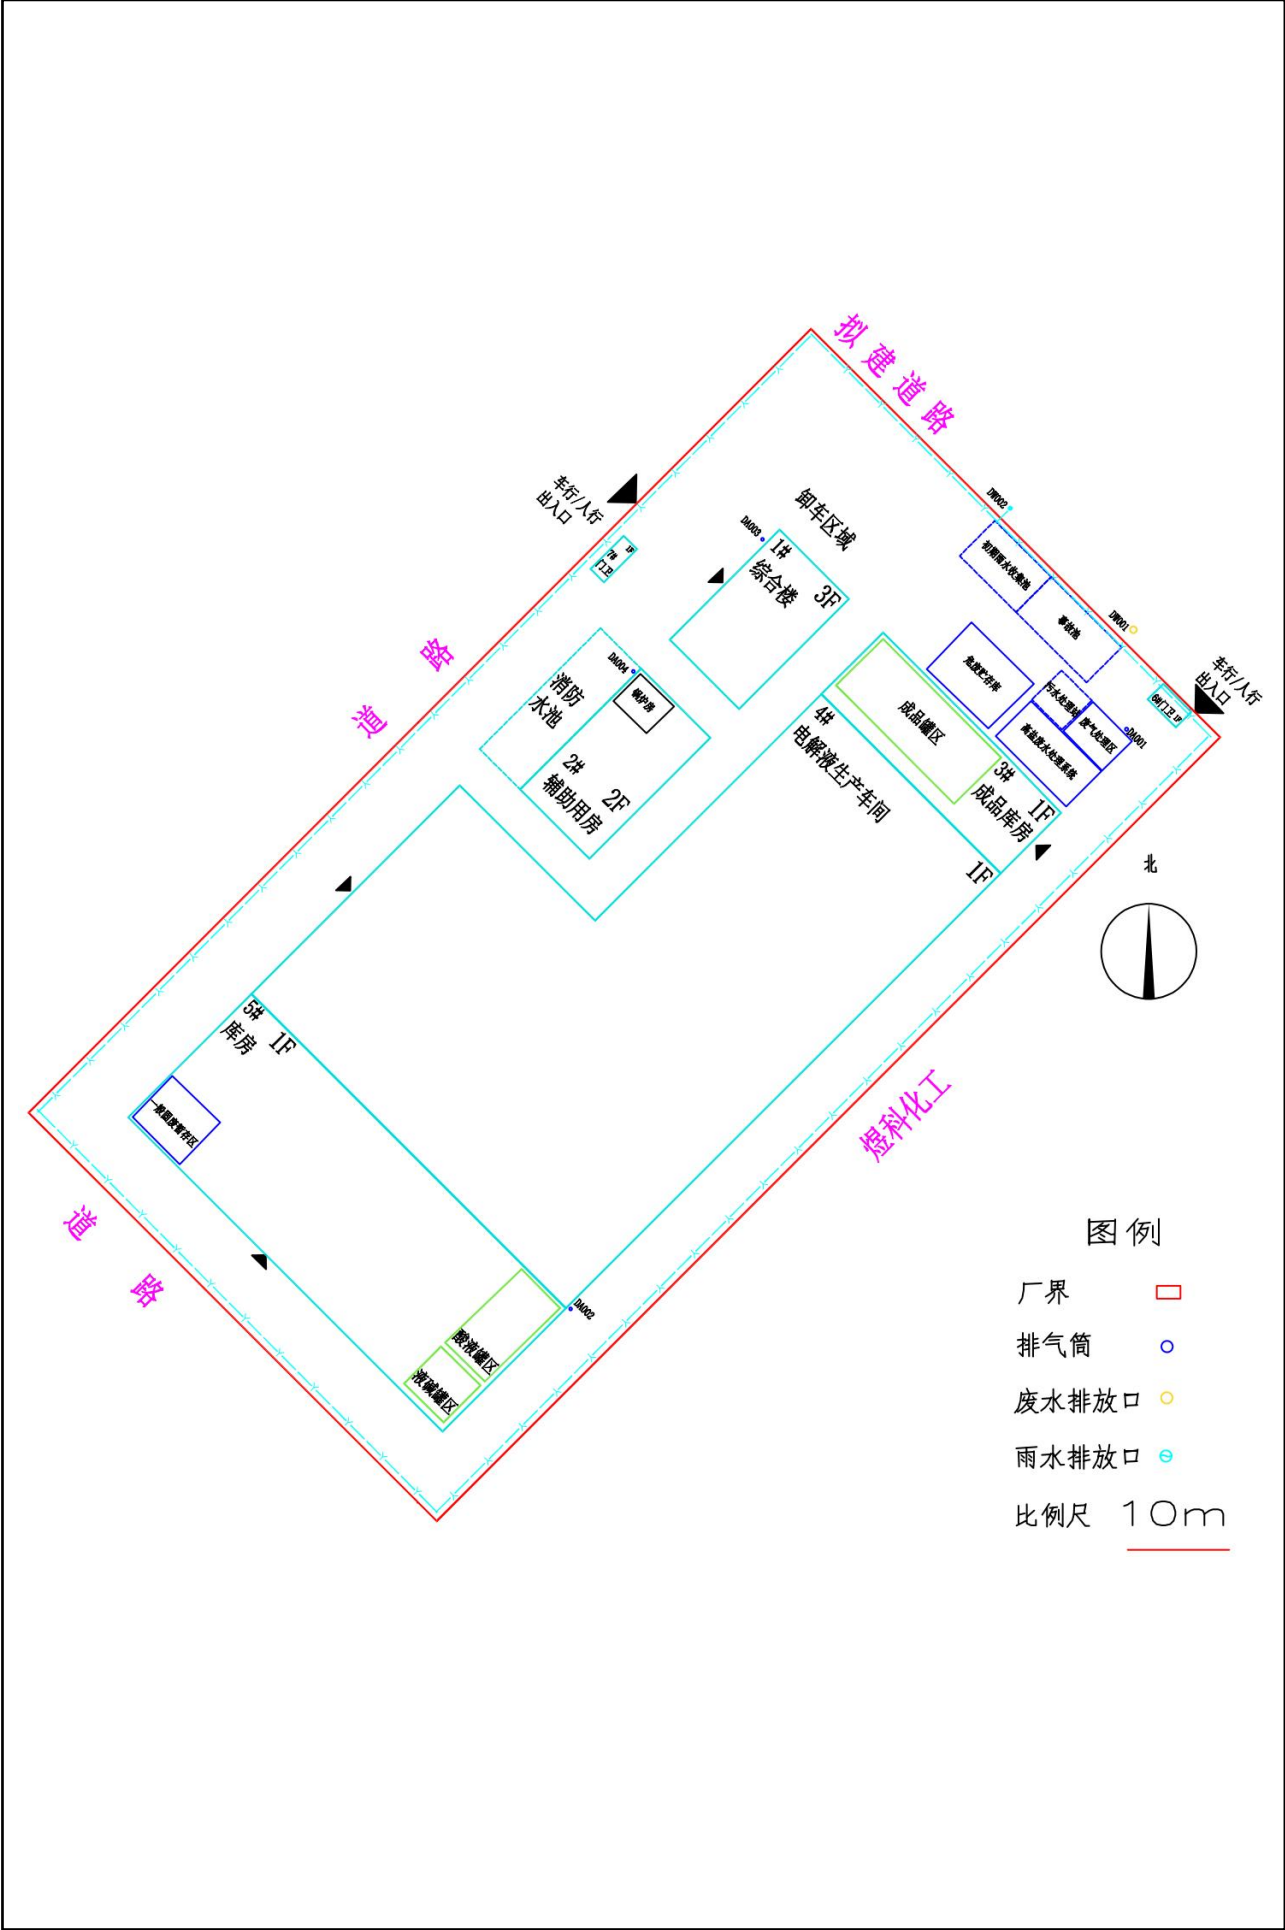 拟建道路
车行/人行
出入口
7#
门卫
1F
DW002
卸车区域
DA003
1#
综合楼
3F
初期雨水收集池
事故池
DW001
车行/人行
出入口
6#门卫 1F
道路
DA004
锅炉房
消防
水池
2#
辅助用房
2F
危废贮存库
污水处理站
废气处理区
DA001
高盐废水处理系统
成品罐区
3#
成品库房
1F
4#
电解液生产车间
1F
北
5#
库房
1F
一般固废暂存区
煜科化工
道路
DA002
酸液罐区
液碱罐区
图例
厂界
排气筒
废水排放口
雨水排放口
比例尺 10m